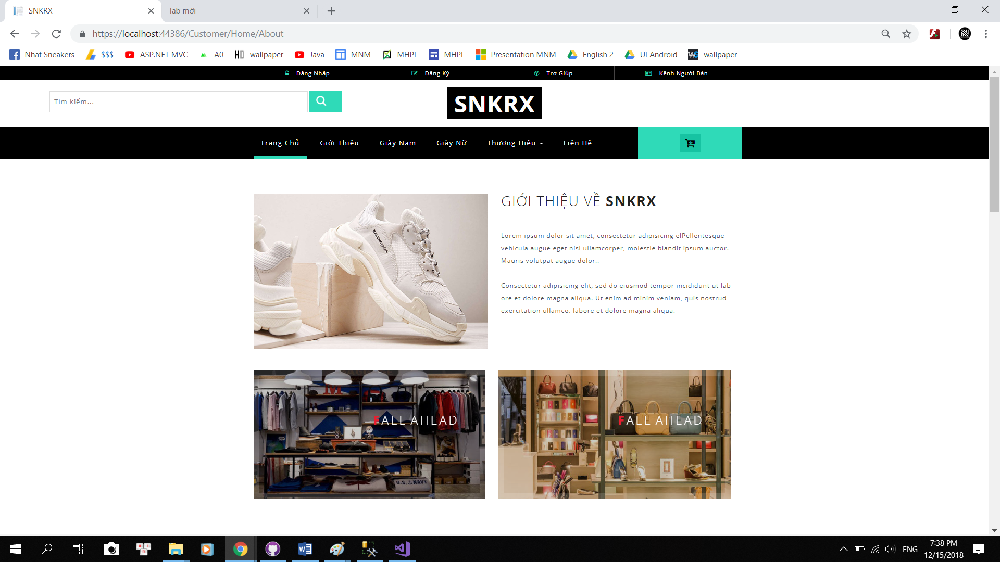 SNKRX
Tab mới
https://localhost:44386/Customer/Home/About
Nhạt Sneakers
$$$
ASP.NET MVC
A0
HD
wallpaper
Java
MNM
MHPL
MHPL
Presentation MNM
English 2
UI Android
wallpaper
Đăng Nhập
Đăng Ký
Trợ Giúp
Kênh Người Bán
Tìm kiếm...
SNKRX
Trang Chủ
Giới Thiệu
Giày Nam
Giày Nữ
Thương Hiệu
Liên Hệ
BALENCIAGA
GIỚI THIỆU VỀ SNKRX
Lorem ipsum dolor sit amet, consectetur adipisicing elPellentesque
vehicula augue eget nisl ullamcorper, molestie blandit ipsum auctor.
Mauris volutpat augue dolor..
Consectetur adipisicing elit, sed do eiusmod tempor incididunt ut lab
ore et dolore magna aliqua. Ut enim ad minim veniam, quis nostrud
exercitation ullamco. labore et dolore magna aliqua.
M
FALL AHEAD
U.S. NAVY
FALL AHEAD
ENG
7:38 PM
12/15/2018